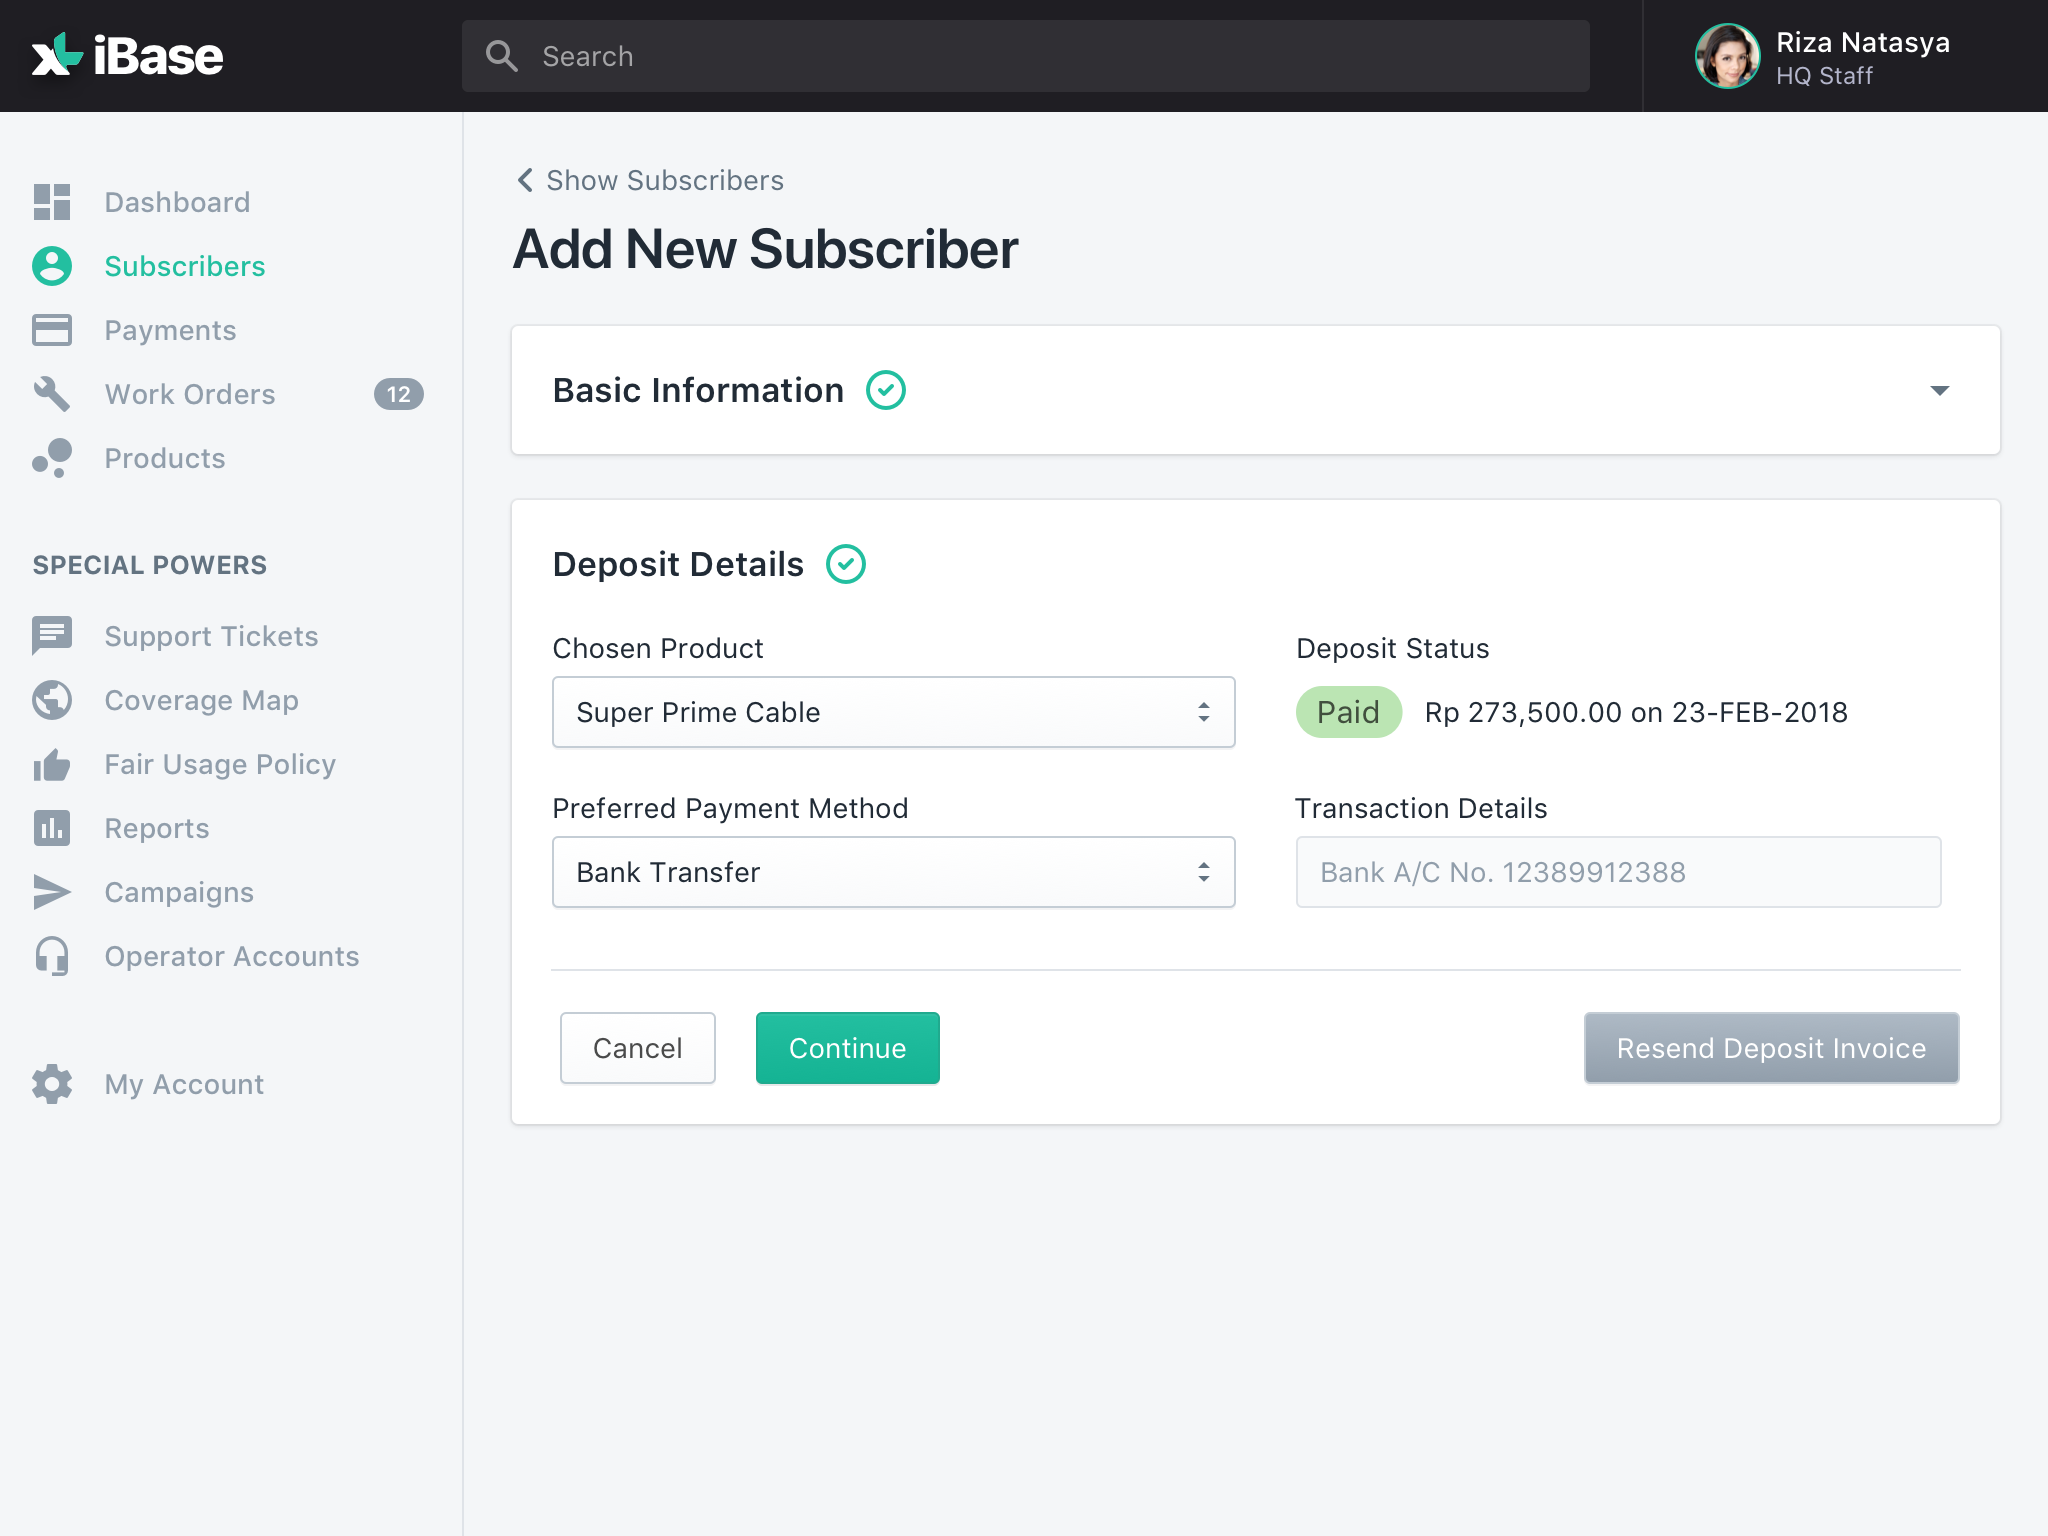 XL iBase
Search
Riza Natasya
HQ Staff
Dashboard
Subscribers
Payments
Work Orders 12
Products
SPECIAL POWERS
Support Tickets
Coverage Map
Fair Usage Policy
Reports
Campaigns
Operator Accounts
My Account
Show Subscribers
Add New Subscriber
Basic Information
Deposit Details
Chosen Product
Super Prime Cable
Deposit Status
Paid Rp 273,500.00 on 23-FEB-2018
Preferred Payment Method
Bank Transfer
Transaction Details
Bank A/C No. 12389912388
Cancel
Continue
Resend Deposit Invoice